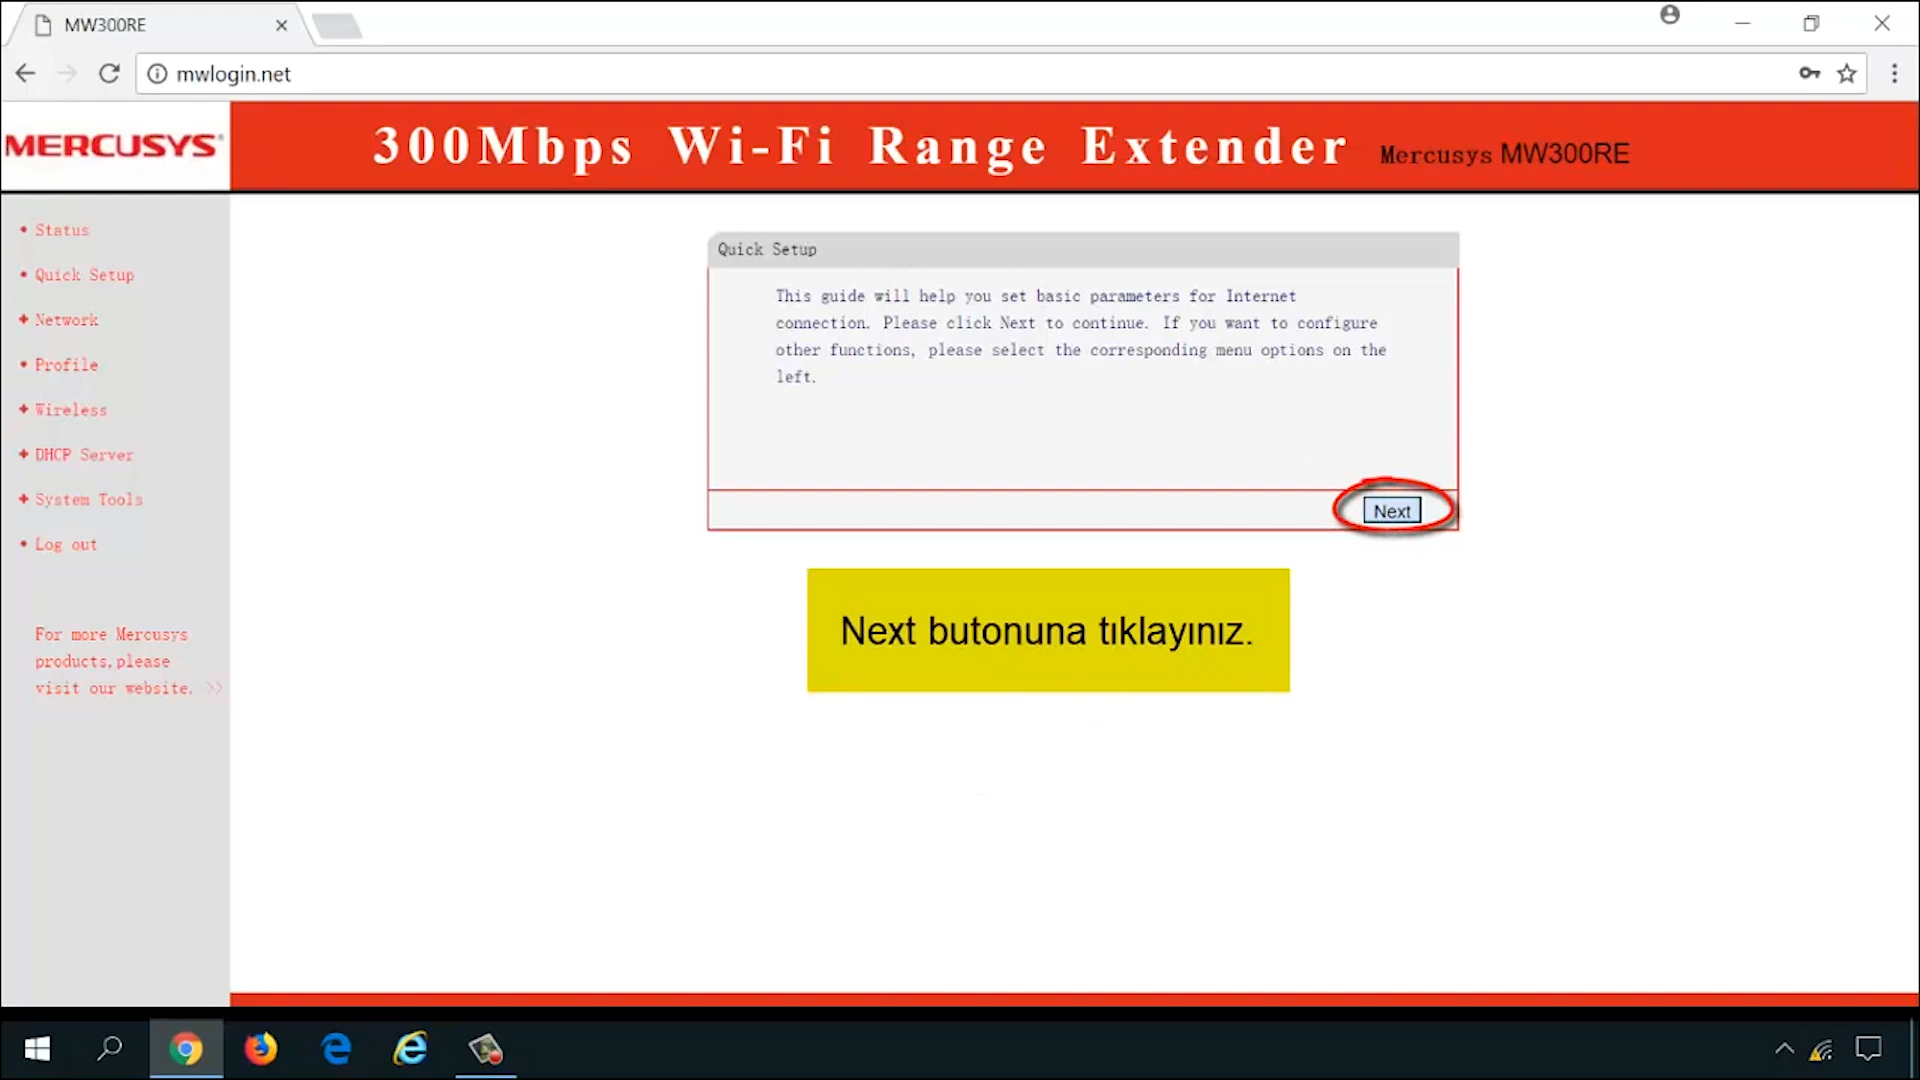 MW300RE
mwlogin.net
MERCUSYS®
300Mbps Wi-Fi Range Extender Mercusys MW300RE
Status
Quick Setup
Network
Profile
Wireless
DHCP Server
System Tools
Log out
For more Mercusys
products,please
visit our website. >>
Quick Setup
This guide will help you set basic parameters for Internet
connection. Please click Next to continue. If you want to configure
other functions, please select the corresponding menu options on the
left.
Next
Next butonuna tıklayınız.